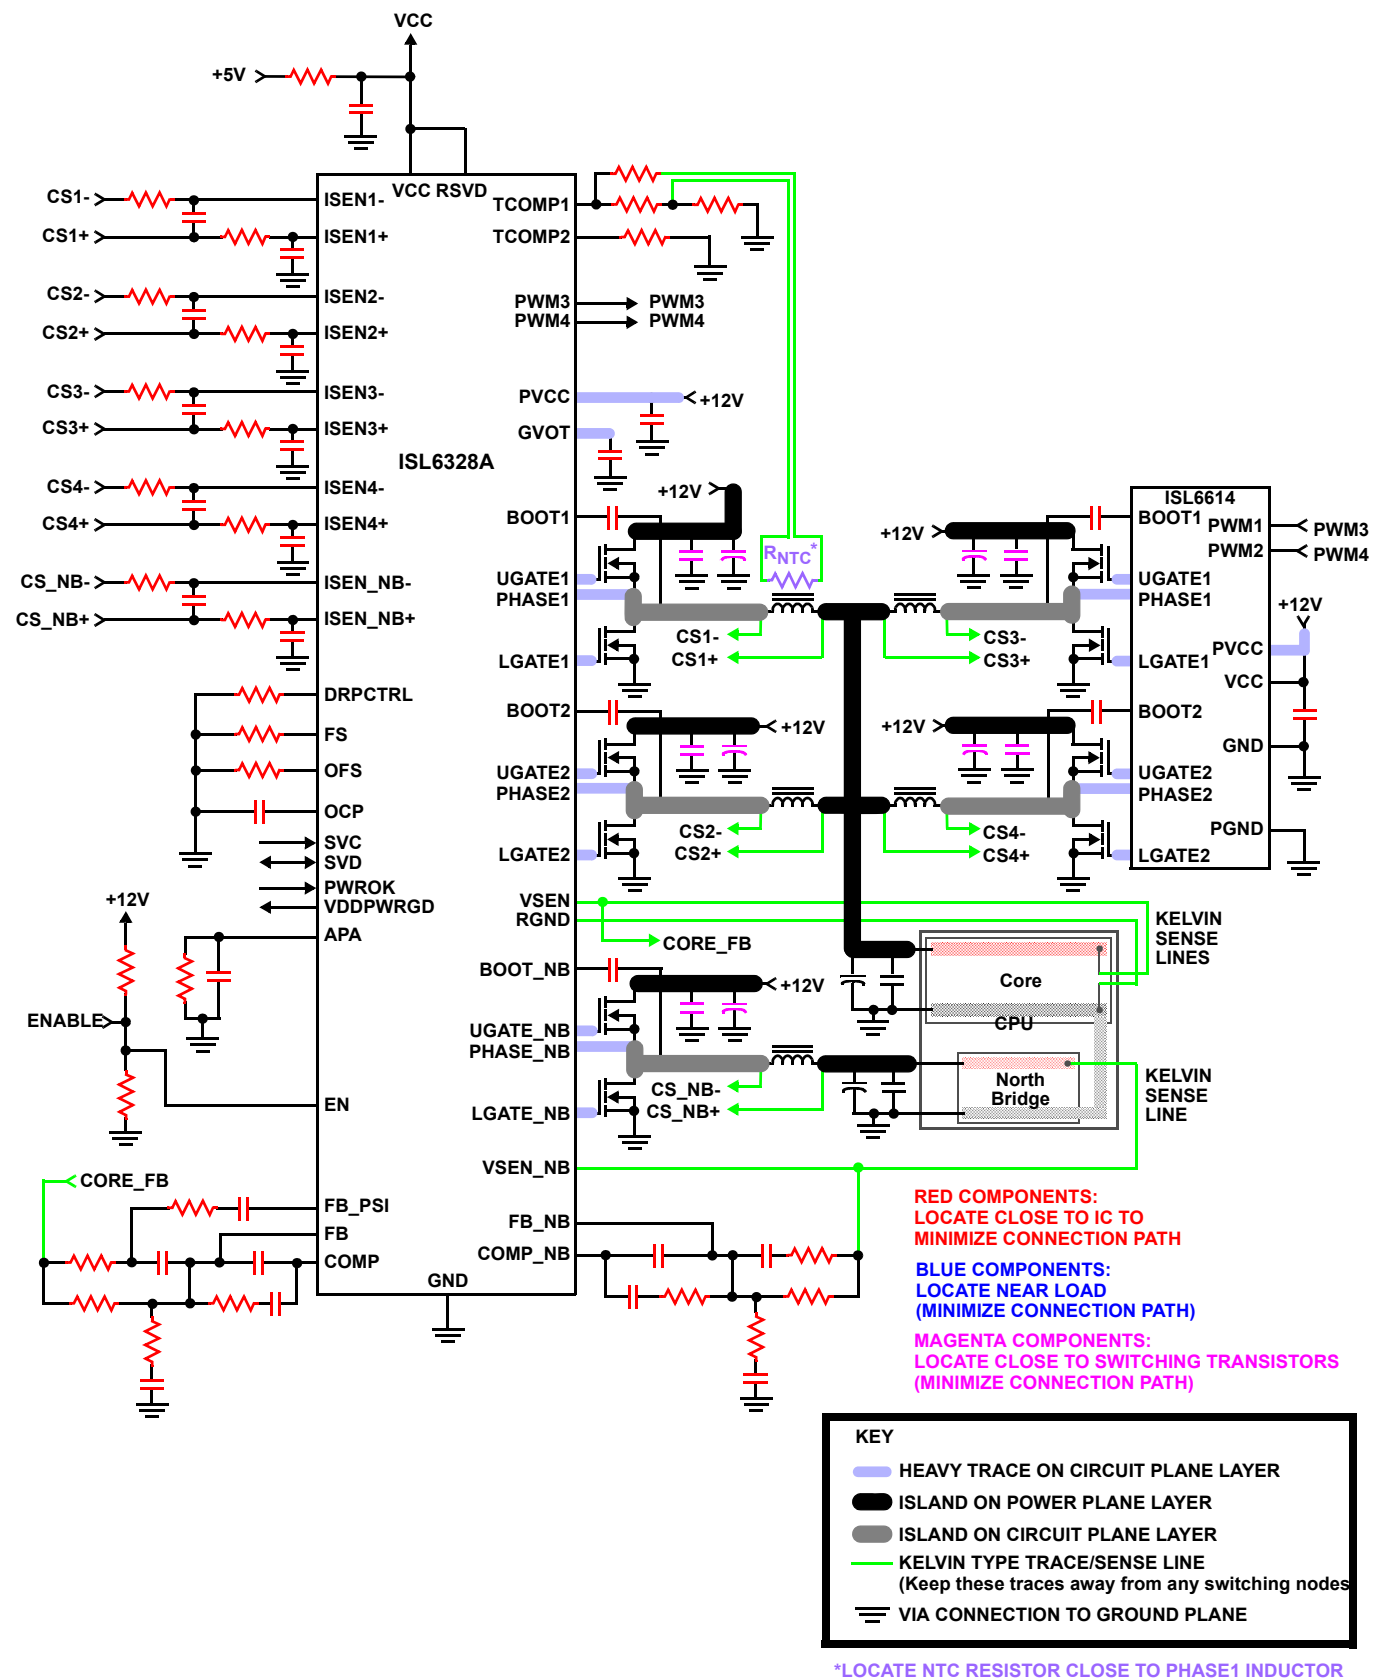 VCC
+5V
VCC RSVD
CS1-
CS1+
CS2-
CS2+
CS3-
CS3+
CS4-
CS4+
CS_NB-
CS_NB+
ISEN1-
ISEN1+
ISEN2-
ISEN2+
ISEN3-
ISEN3+
ISEN4-
ISEN4+
ISEN_NB-
ISEN_NB+
DRPCTRL
FS
OFS
OCP
SVC
SVD
PWROK
VDDPWRGD
APA
+12V
ENABLE
EN
CORE_FB
FB_PSI
FB
COMP
GND
ISL6328A
TCOMP1
TCOMP2
PWM3
PWM4
PWM3
PWM4
PVCC
+12V
GVOT
+12V
BOOT1
UGATE1
PHASE1
LGATE1
RNTC*
CS1-
CS1+
BOOT2
+12V
UGATE2
PHASE2
LGATE2
CS2-
CS2+
VSEN
RGND
CORE_FB
BOOT_NB
+12V
UGATE_NB
PHASE_NB
LGATE_NB
CS_NB-
CS_NB+
VSEN_NB
FB_NB
COMP_NB
+12V
CS3-
CS3+
+12V
CS4-
CS4+
ISL6614
BOOT1
PWM1
PWM3
PWM2
PWM4
UGATE1
PHASE1
+12V
PVCC
LGATE1
VCC
BOOT2
GND
UGATE2
PHASE2
PGND
LGATE2
KELVIN
SENSE
LINES
Core
CPU
North
Bridge
KELVIN
SENSE
LINE
RED COMPONENTS:
LOCATE CLOSE TO IC TO
MINIMIZE CONNECTION PATH
BLUE COMPONENTS:
LOCATE NEAR LOAD
(MINIMIZE CONNECTION PATH)
MAGENTA COMPONENTS:
LOCATE CLOSE TO SWITCHING TRANSISTORS
(MINIMIZE CONNECTION PATH)
KEY
HEAVY TRACE ON CIRCUIT PLANE LAYER
ISLAND ON POWER PLANE LAYER
ISLAND ON CIRCUIT PLANE LAYER
KELVIN TYPE TRACE/SENSE LINE
(Keep these traces away from any switching nodes
VIA CONNECTION TO GROUND PLANE
*LOCATE NTC RESISTOR CLOSE TO PHASE1 INDUCTOR